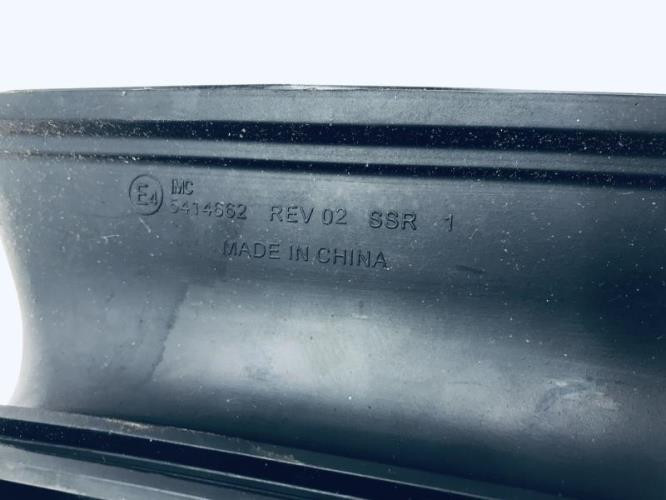 E4 IMC
5414662 REV 02 SSR 1
MADE IN CHINA